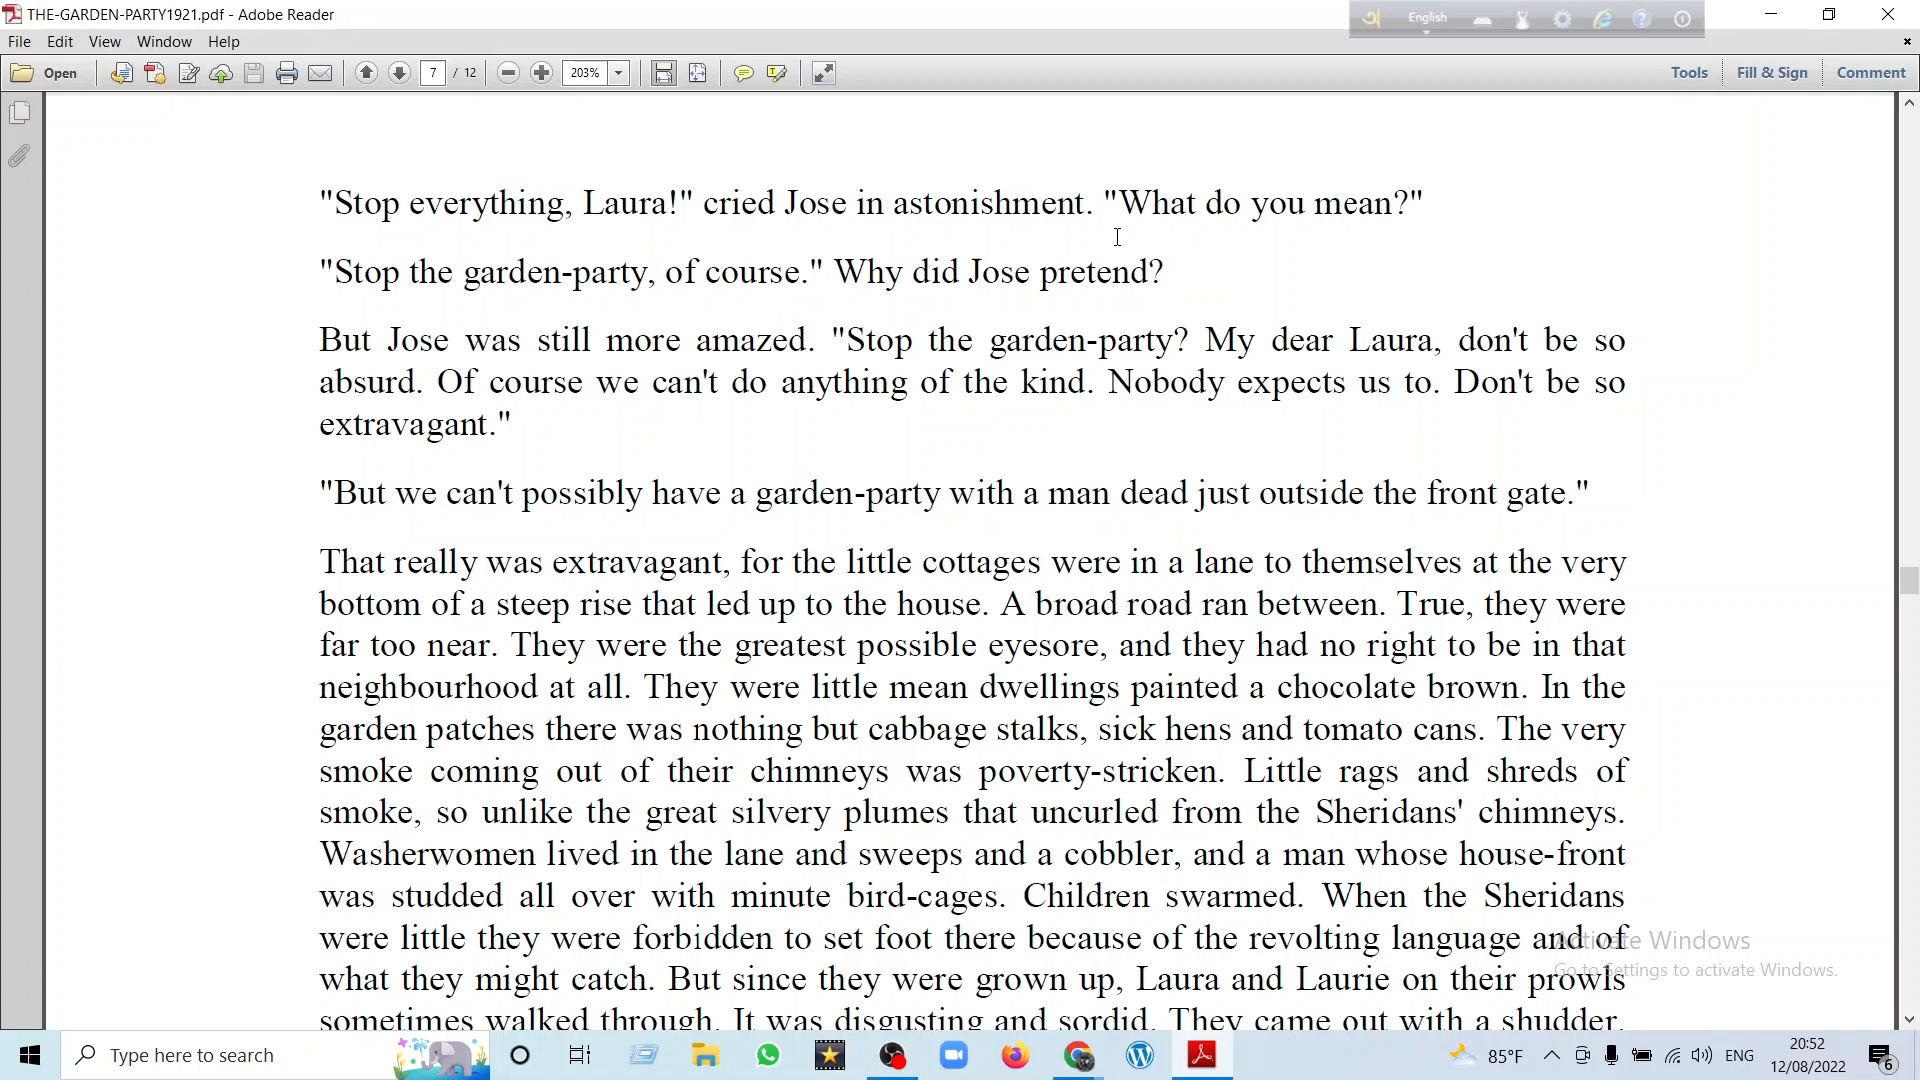 THE-GARDEN-PARTY1921.pdf - Adobe Reader
English
File Edit View Window Help
Open 7 / 12 203% Tools Fill & Sign Comment
"Stop everything, Laura!" cried Jose in astonishment. "What do you mean?"
"Stop the garden-party, of course." Why did Jose pretend?
But Jose was still more amazed. "Stop the garden-party? My dear Laura, don't be so
absurd. Of course we can't do anything of the kind. Nobody expects us to. Don't be so
extravagant."
"But we can't possibly have a garden-party with a man dead just outside the front gate."
That really was extravagant, for the little cottages were in a lane to themselves at the very
bottom of a steep rise that led up to the house. A broad road ran between. True, they were
far too near. They were the greatest possible eyesore, and they had no right to be in that
neighbourhood at all. They were little mean dwellings painted a chocolate brown. In the
garden patches there was nothing but cabbage stalks, sick hens and tomato cans. The very
smoke coming out of their chimneys was poverty-stricken. Little rags and shreds of
smoke, so unlike the great silvery plumes that uncurled from the Sheridans' chimneys.
Washerwomen lived in the lane and sweeps and a cobbler, and a man whose house-front
was studded all over with minute bird-cages. Children swarmed. When the Sheridans
were little they were forbidden to set foot there because of the revolting language and of
what they might catch. But since they were grown up, Laura and Laurie on their prowls
sometimes walked through. It was disgusting and sordid. They came out with a shudder.
Activate Windows
Go to Settings to activate Windows.
Type here to search
85°F
ENG
20:52
12/08/2022
6